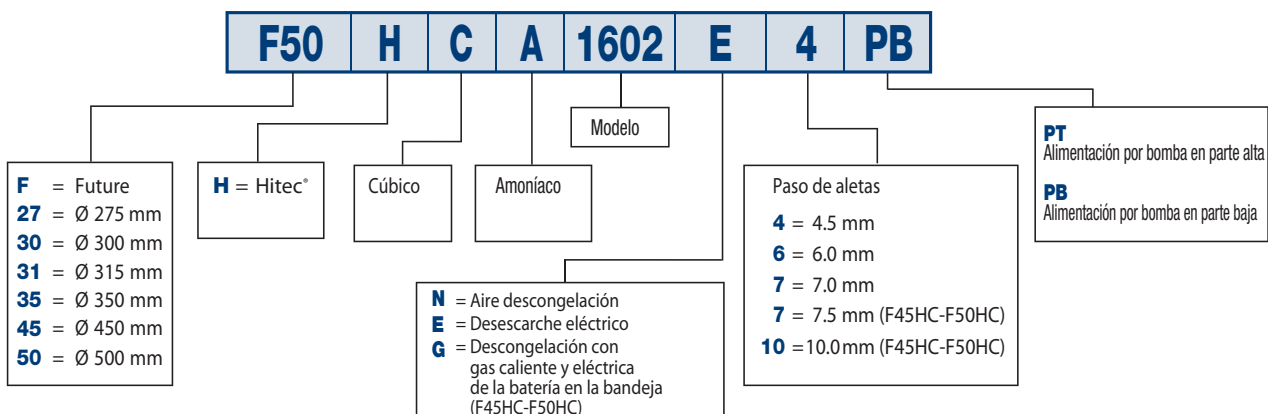 F50 H C A 1602 E 4 PB
F = Future
27 = Ø 275 mm
30 = Ø 300 mm
31 = Ø 315 mm
35 = Ø 350 mm
45 = Ø 450 mm
50 = Ø 500 mm
H = Hitec®
Cúbico
Amoníaco
Modelo
N = Aire descongelación
E = Desescarche eléctrico
G = Descongelación con
gas caliente y eléctrica
de la batería en la bandeja
(F45HC-F50HC)
Paso de aletas
4 = 4.5 mm
6 = 6.0 mm
7 = 7.0 mm
7 = 7.5 mm (F45HC-F50HC)
10 =10.0 mm (F45HC-F50HC)
PT
Alimentación por bomba en parte alta
PB
Alimentación por bomba en parte baja